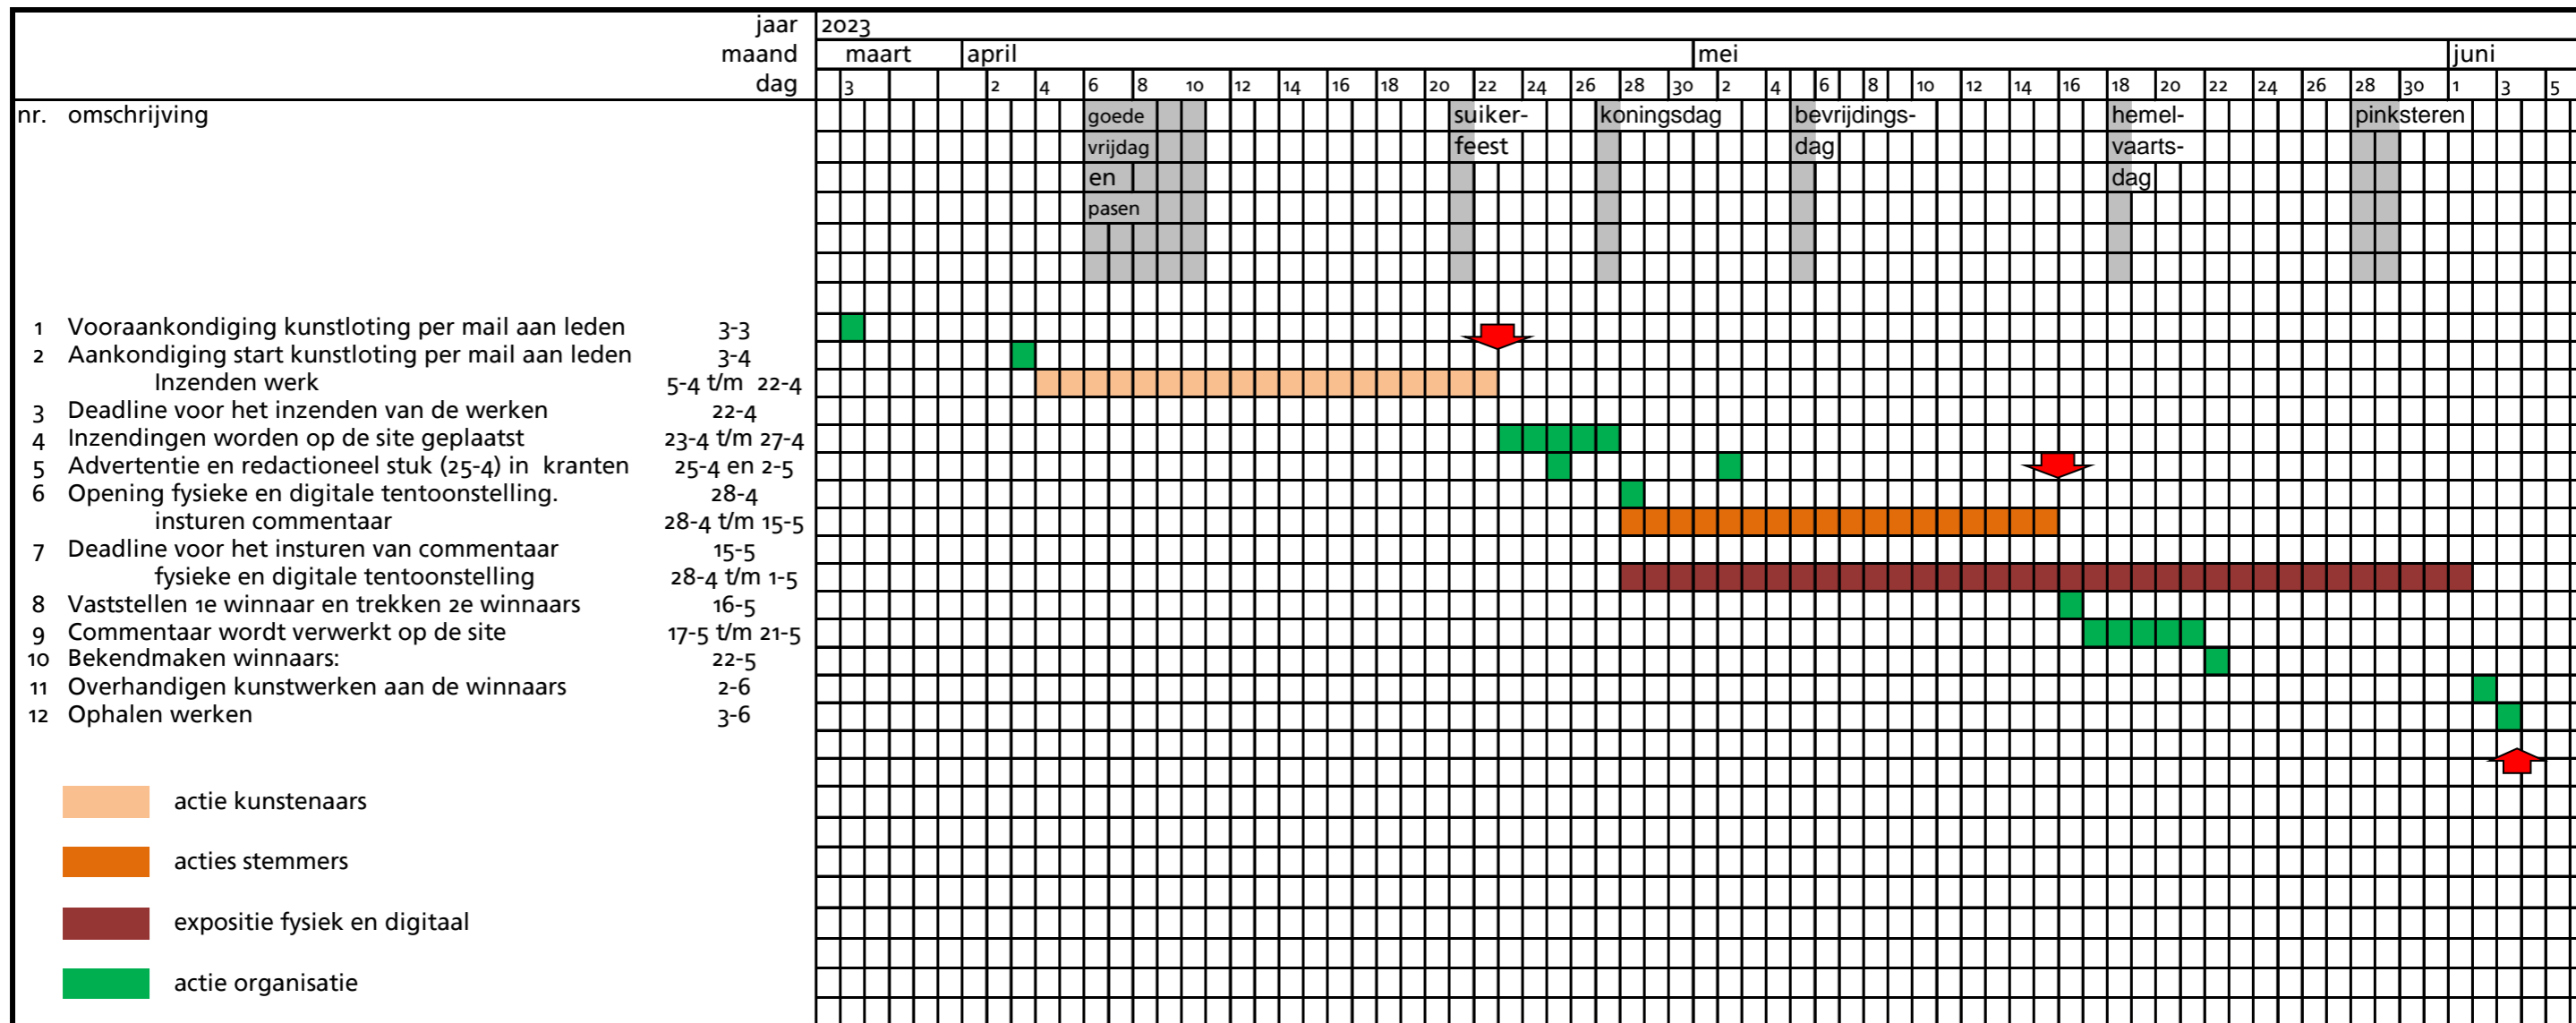 jaar 2023
maand maart april mei juni
dag 3 2 4 6 8 10 12 14 16 18 20 22 24 26 28 30 2 4 6 8 10 12 14 16 18 20 22 24 26 28 30 1 3 5
nr. omschrijving goede suiker- koningsdag bevrijdings- hemel- pinksteren
vrijdag feest dag vaarts-
en dag
pasen
1 Vooraankondiging kunstloting per mail aan leden 3-3
2 Aankondiging start kunstloting per mail aan leden 3-4
Inzenden werk 5-4 t/m 22-4
3 Deadline voor het inzenden van de werken 22-4
4 Inzendingen worden op de site geplaatst 23-4 t/m 27-4
5 Advertentie en redactioneel stuk (25-4) in kranten 25-4 en 2-5
6 Opening fysieke en digitale tentoonstelling. 28-4
insturen commentaar 28-4 t/m 15-5
7 Deadline voor het insturen van commentaar 15-5
fysieke en digitale tentoonstelling 28-4 t/m 1-5
8 Vaststellen 1e winnaar en trekken 2e winnaars 16-5
9 Commentaar wordt verwerkt op de site 17-5 t/m 21-5
10 Bekendmaken winnaars: 22-5
11 Overhandigen kunstwerken aan de winnaars 2-6
12 Ophalen werken 3-6
actie kunstenaars
acties stemmers
expositie fysiek en digitaal
actie organisatie